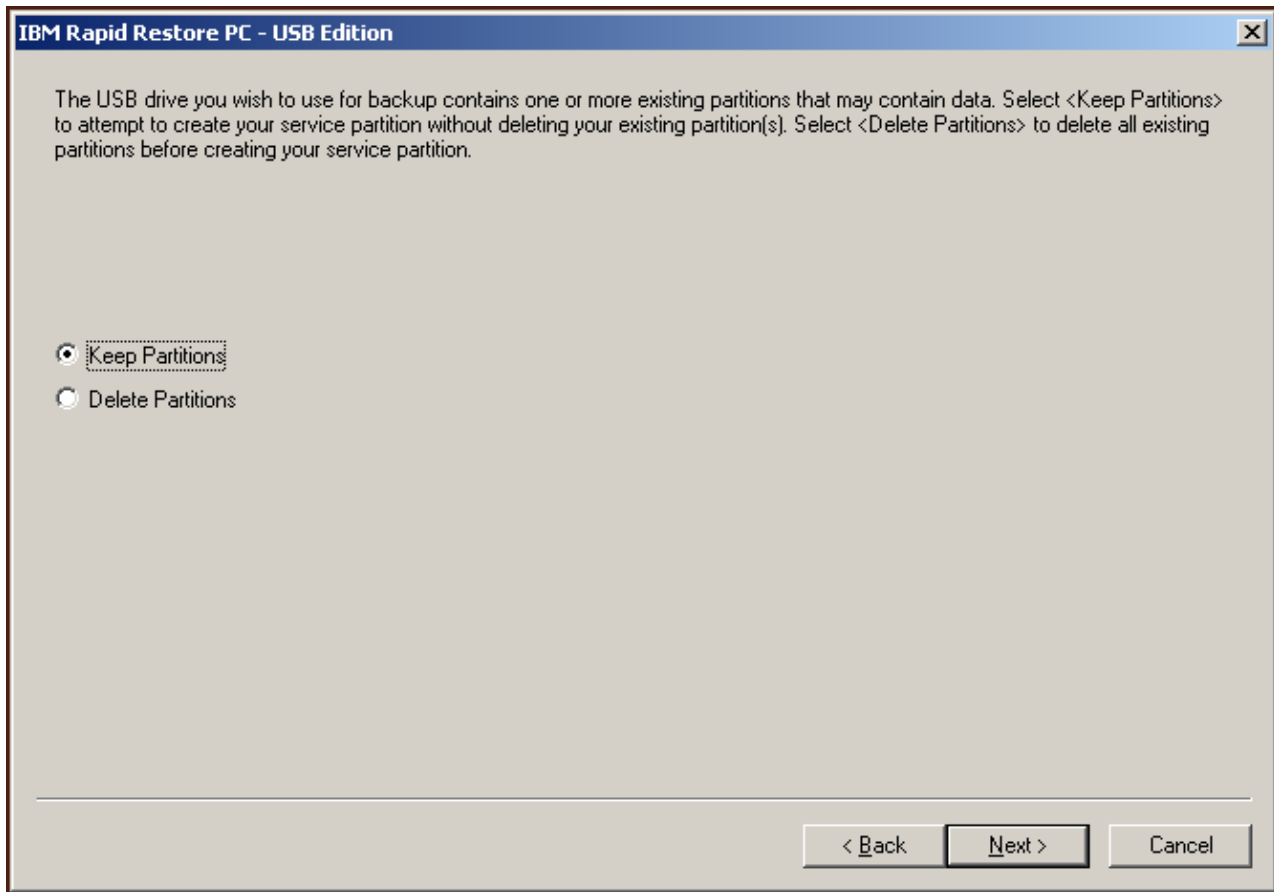 IBM Rapid Restore PC - USB Edition
The USB drive you wish to use for backup contains one or more existing partitions that may contain data. Select <Keep Partitions>
to attempt to create your service partition without deleting your existing partition(s). Select <Delete Partitions> to delete all existing
partitions before creating your service partition.
Keep Partitions
Delete Partitions
< Back Next > Cancel